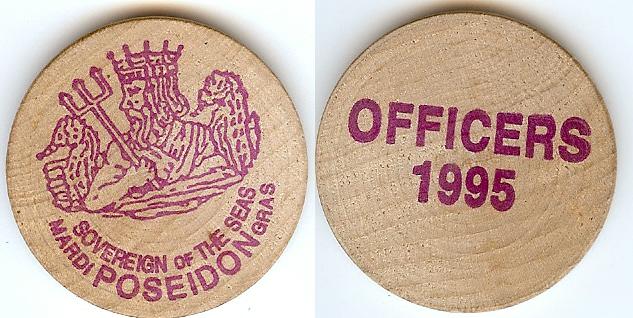 SOVEREIGN OF THE SEAS
MARDI POSEIDON GRAS
OFFICERS
1995